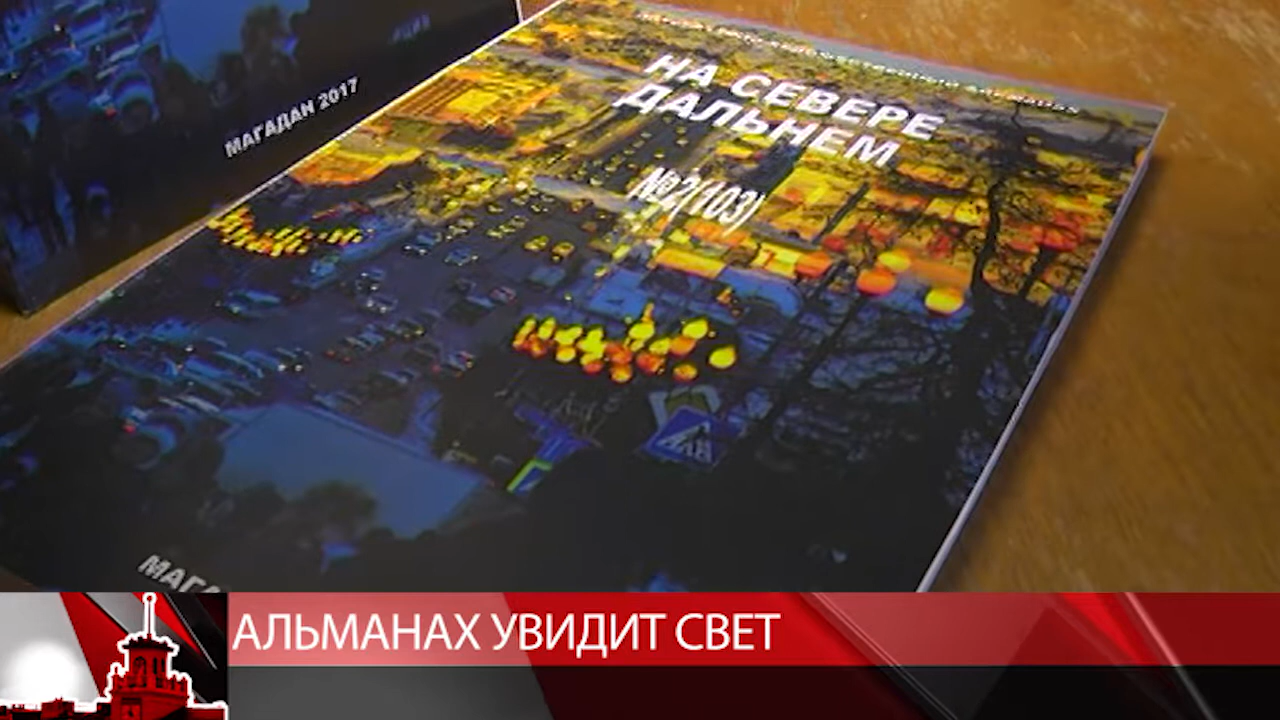 МАГАДАН 2017
НА СЕВЕРЕ
ДАЛЬНЕМ
№2(103)
АЛЬМАНАХ УВИДИТ СВЕТ